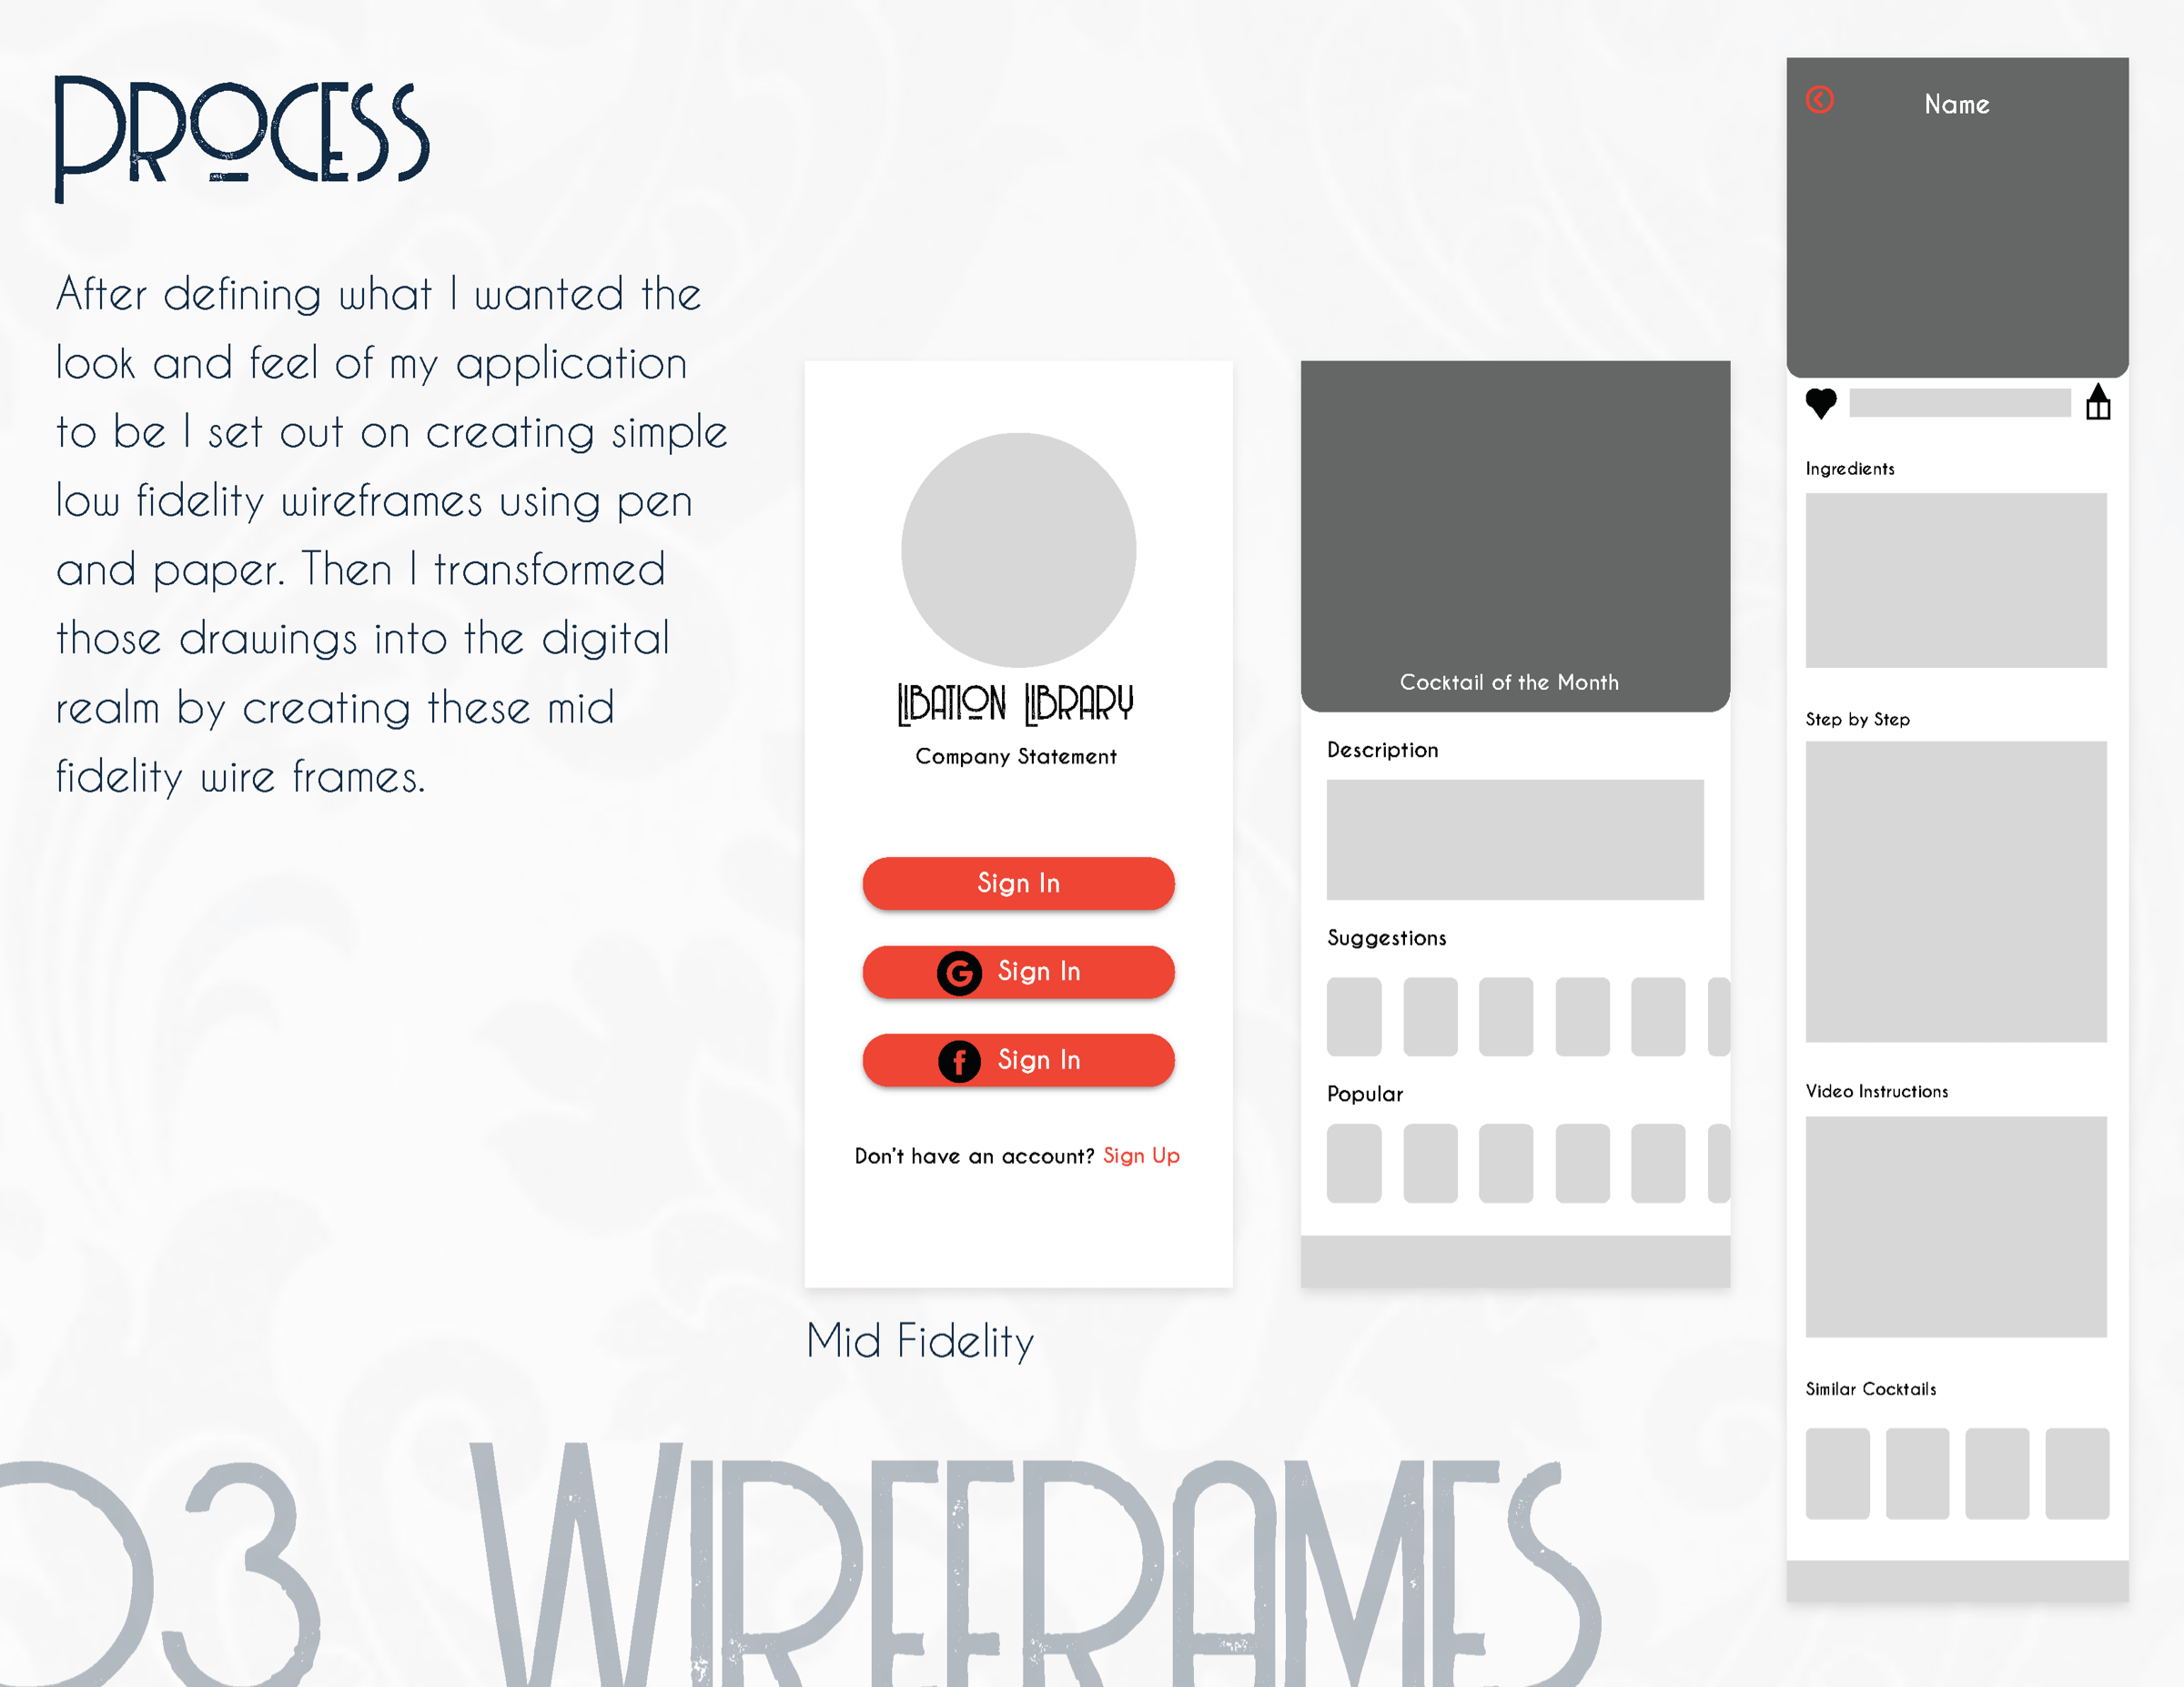 Process
After defining what I wanted the
look and feel of my application
to be I set out on creating simple
low fidelity wireframes using pen
and paper. Then I transformed
those drawings into the digital
realm by creating these mid
fidelity wire frames.
Libation Library
Company Statement
Sign In
G Sign In
f Sign In
Don't have an account? Sign Up
Mid Fidelity
Cocktail of the Month
Description
Suggestions
Popular
Name
Ingredients
Step by Step
Video Instructions
Similar Cocktails
03 Wireframes